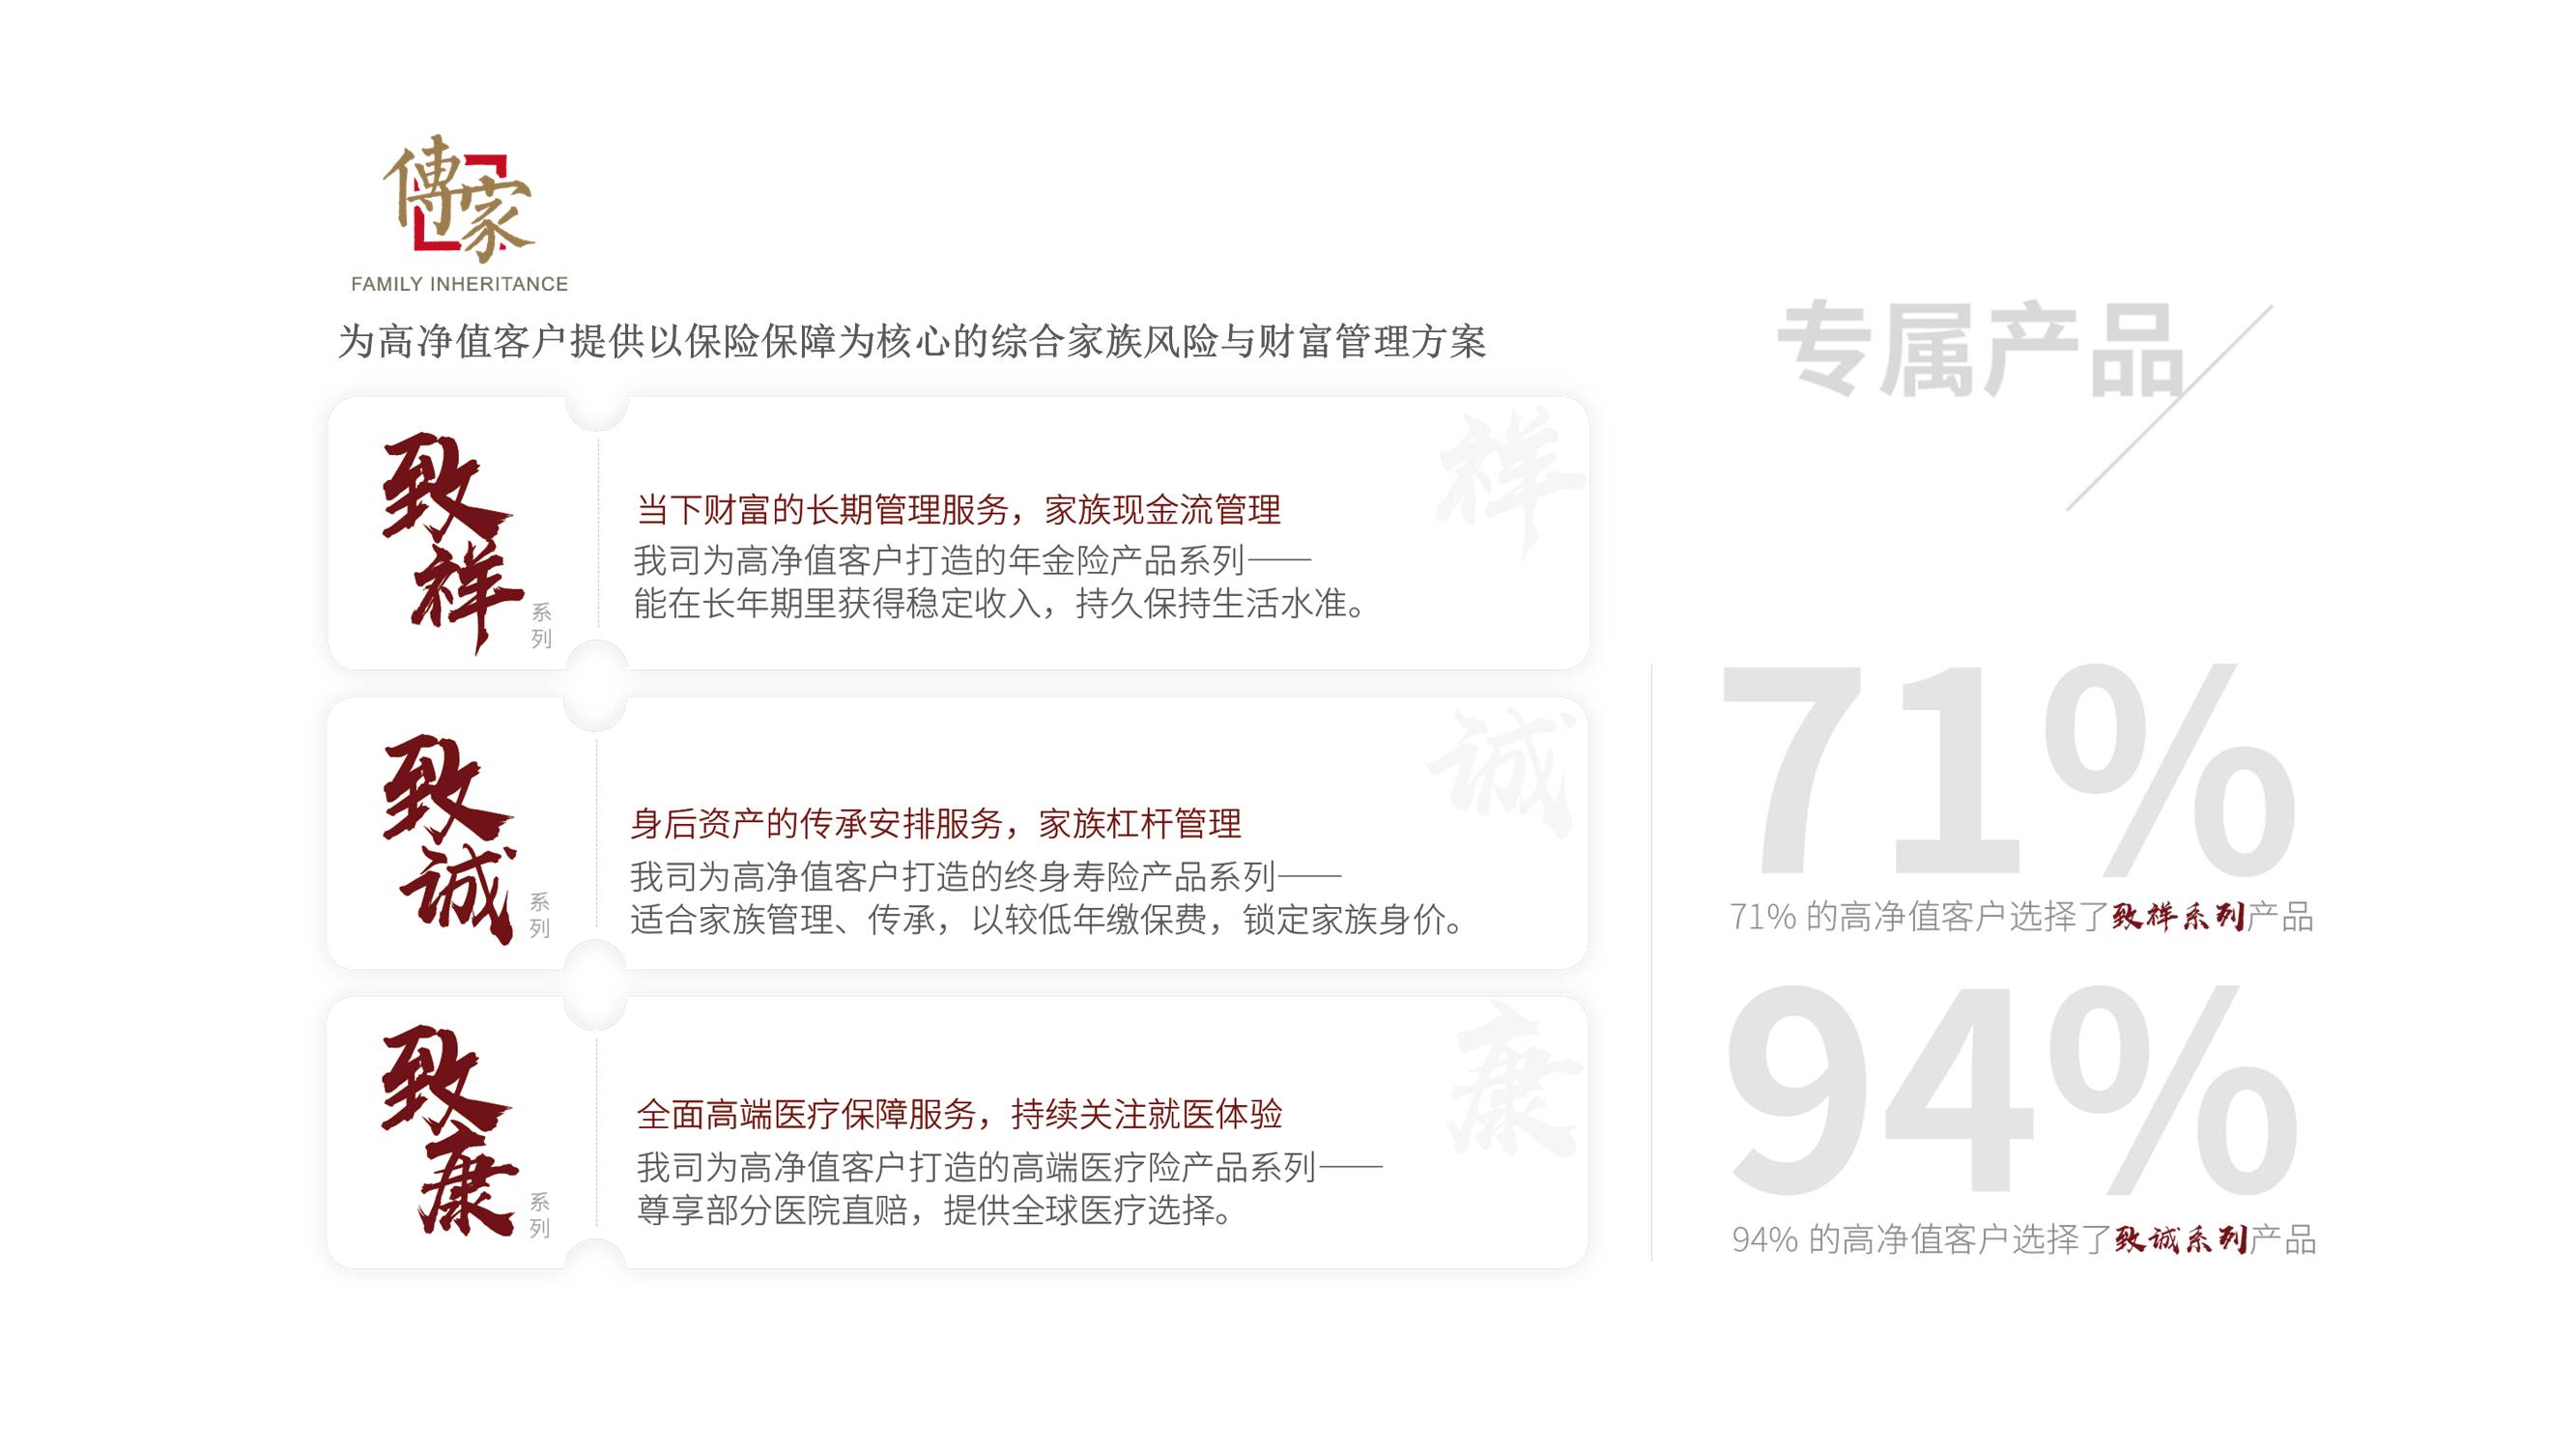 傳家
FAMILY INHERITANCE
为高净值客户提供以保险保障为核心的综合家族风险与财富管理方案
专属产品
致祥
系列
祥
当下财富的长期管理服务，家族现金流管理
我司为高净值客户打造的年金险产品系列——
能在长年期里获得稳定收入，持久保持生活水准。
致诚
系列
诚
身后资产的传承安排服务，家族杠杆管理
我司为高净值客户打造的终身寿险产品系列——
适合家族管理、传承，以较低年缴保费，锁定家族身价。
致康
系列
康
全面高端医疗保障服务，持续关注就医体验
我司为高净值客户打造的高端医疗险产品系列——
尊享部分医院直赔，提供全球医疗选择。
71%
71% 的高净值客户选择了致祥系列产品
94%
94% 的高净值客户选择了致诚系列产品